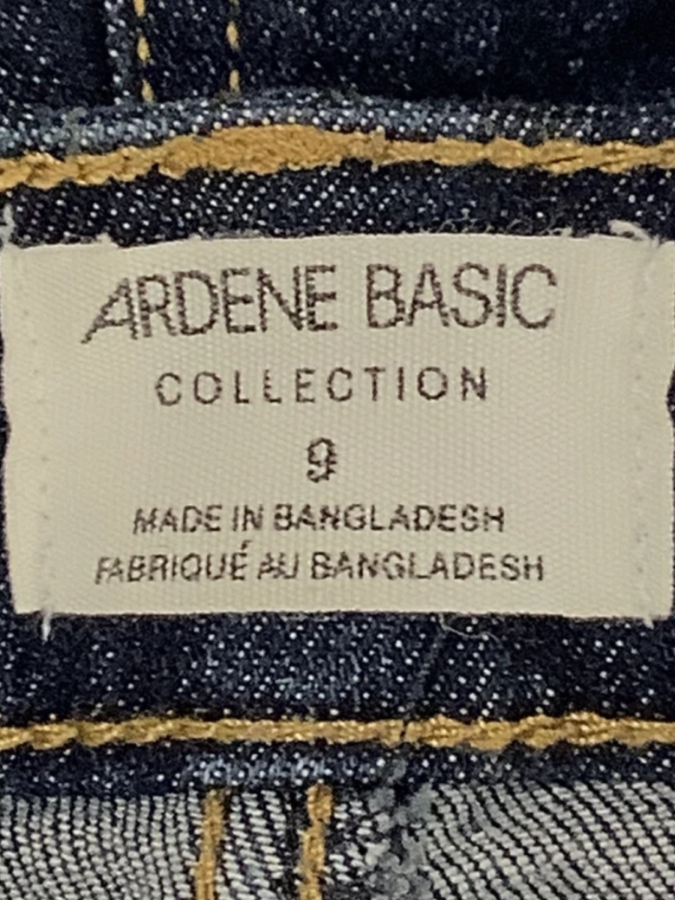 ARDENE BASIC
COLLECTION
9
MADE IN BANGLADESH
FABRIQUÉ AU BANGLADESH